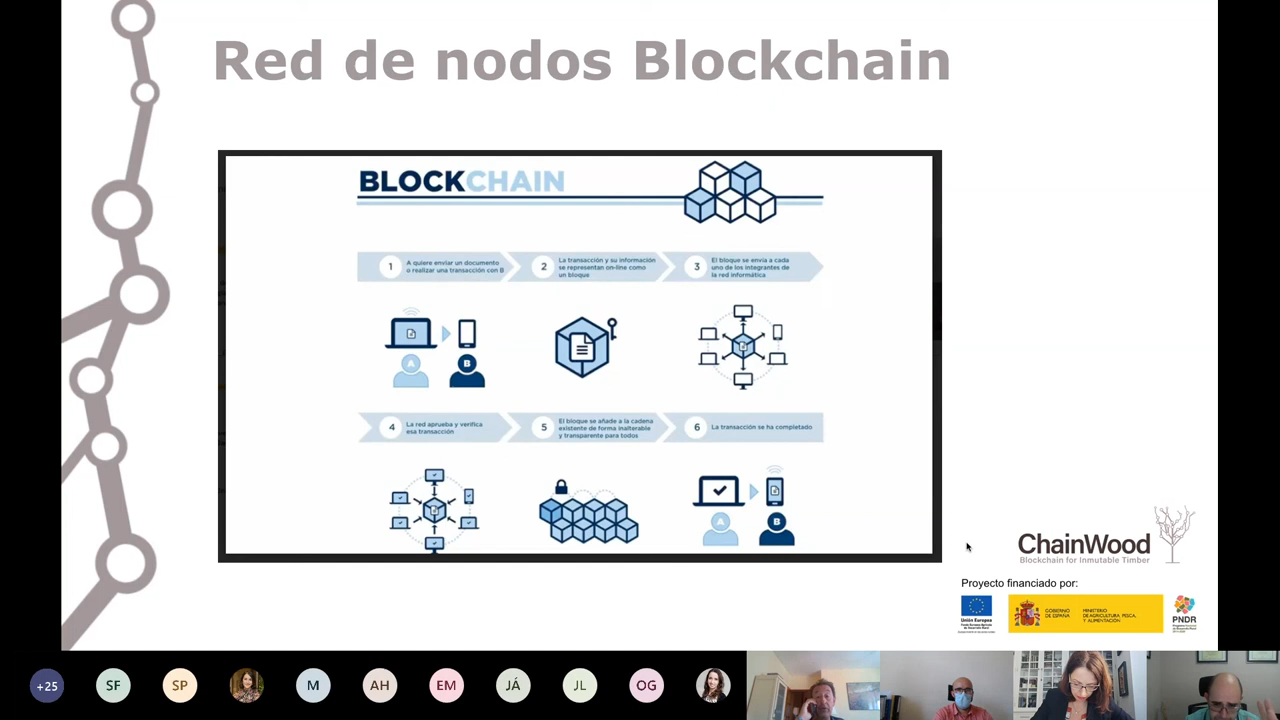 Red de nodos Blockchain
BLOCKCHAIN
1
A quiere enviar un documento
o realizar una transacción con B
2
La transacción y su información
se representan on-line como
un bloque
3
El bloque se envía a cada
uno de los integrantes de
la red informática
A
B
4
La red aprueba y verifica
esa transacción
5
El bloque se añade a la cadena
existente de forma inalterable
y transparente para todos
6
La transacción se ha completado
A
B
ChainWood
Blockchain for Inmutable Timber
Proyecto financiado por:
Unión Europea
GOBIERNO
DE ESPAÑA
MINISTERIO
DE AGRICULTURA PESCA,
Y ALIMENTACIÓN
PNDR
+25
SF
SP
M
AH
EM
JÁ
JL
OG